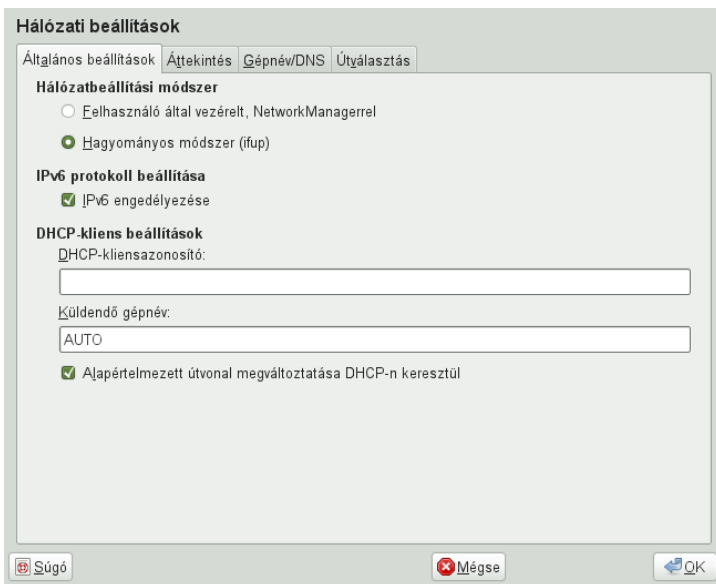 Hálózati beállítások
Általános beállítások Áttekintés Gépnév/DNS Útválasztás
Hálózatbeállítási módszer
Felhasználó által vezérelt, NetworkManagerrel
Hagyományos módszer (ifup)
IPv6 protokoll beállítása
IPv6 engedélyezése
DHCP-kliens beállítások
DHCP-kliensazonosító:
Küldendő gépnév:
AUTO
Alapértelmezett útvonal megváltoztatása DHCP-n keresztül
Súgó Mégse OK